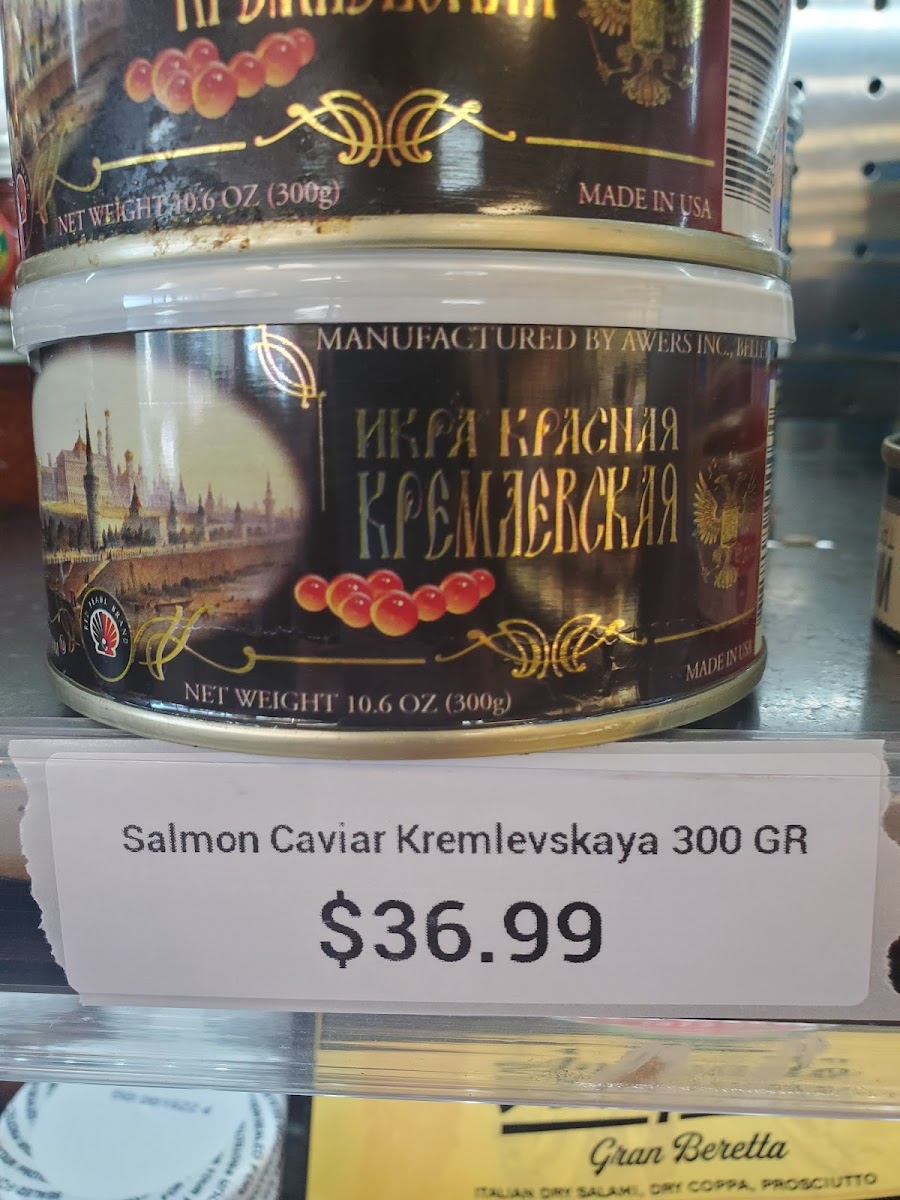 NET WEIGHT 10.6 OZ (300g)
MADE IN USA
MANUFACTURED BY AWERS INC.,
ИКРА КРАСНАЯ
КРЕМЛЕВСКАЯ
PEARL BRAND
MADE IN USA
NET WEIGHT 10.6 OZ (300g)
Salmon Caviar Kremlevskaya 300 GR
$36.99
Gran Beretta
ITALIAN DRY SALAMI, DRY COPPA, PROSCIUTTO